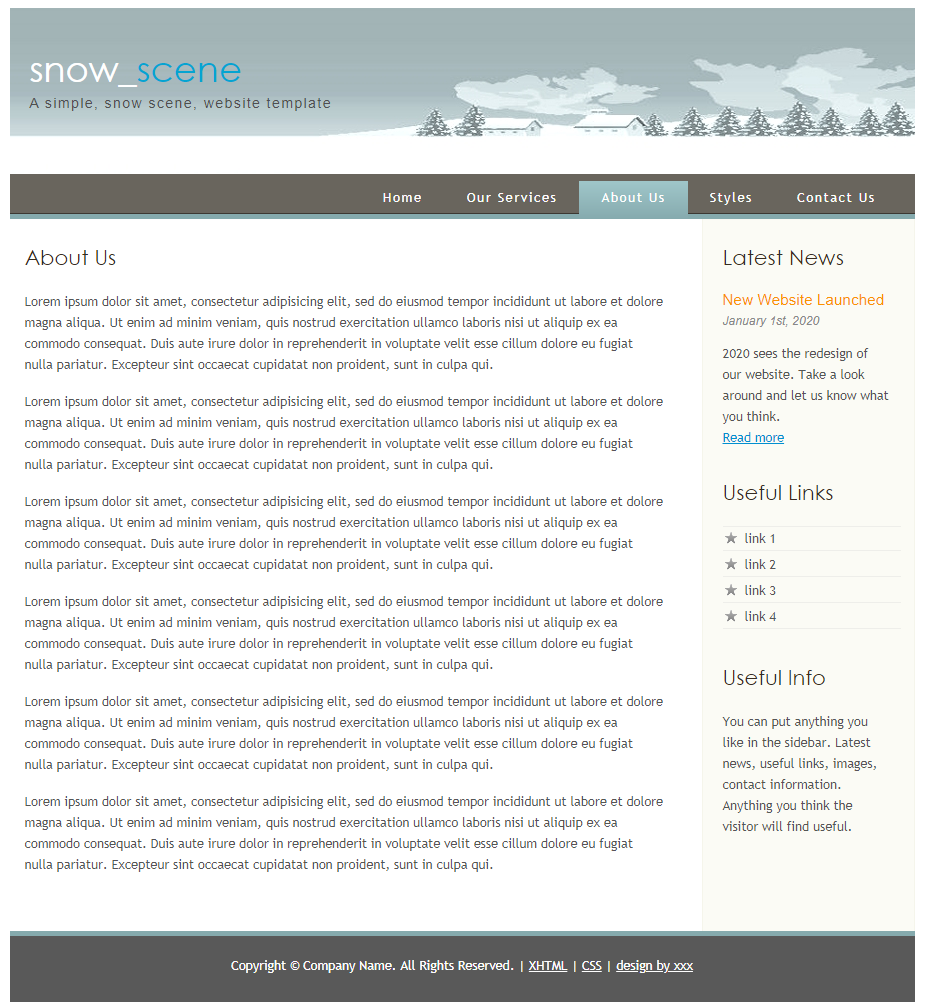 snow_scene
A simple, snow scene, website template
Home Our Services About Us Styles Contact Us
About Us
Lorem ipsum dolor sit amet, consectetur adipisicing elit, sed do eiusmod tempor incididunt ut labore et dolore
magna aliqua. Ut enim ad minim veniam, quis nostrud exercitation ullamco laboris nisi ut aliquip ex ea
commodo consequat. Duis aute irure dolor in reprehenderit in voluptate velit esse cillum dolore eu fugiat
nulla pariatur. Excepteur sint occaecat cupidatat non proident, sunt in culpa qui.
Lorem ipsum dolor sit amet, consectetur adipisicing elit, sed do eiusmod tempor incididunt ut labore et dolore
magna aliqua. Ut enim ad minim veniam, quis nostrud exercitation ullamco laboris nisi ut aliquip ex ea
commodo consequat. Duis aute irure dolor in reprehenderit in voluptate velit esse cillum dolore eu fugiat
nulla pariatur. Excepteur sint occaecat cupidatat non proident, sunt in culpa qui.
Lorem ipsum dolor sit amet, consectetur adipisicing elit, sed do eiusmod tempor incididunt ut labore et dolore
magna aliqua. Ut enim ad minim veniam, quis nostrud exercitation ullamco laboris nisi ut aliquip ex ea
commodo consequat. Duis aute irure dolor in reprehenderit in voluptate velit esse cillum dolore eu fugiat
nulla pariatur. Excepteur sint occaecat cupidatat non proident, sunt in culpa qui.
Lorem ipsum dolor sit amet, consectetur adipisicing elit, sed do eiusmod tempor incididunt ut labore et dolore
magna aliqua. Ut enim ad minim veniam, quis nostrud exercitation ullamco laboris nisi ut aliquip ex ea
commodo consequat. Duis aute irure dolor in reprehenderit in voluptate velit esse cillum dolore eu fugiat
nulla pariatur. Excepteur sint occaecat cupidatat non proident, sunt in culpa qui.
Lorem ipsum dolor sit amet, consectetur adipisicing elit, sed do eiusmod tempor incididunt ut labore et dolore
magna aliqua. Ut enim ad minim veniam, quis nostrud exercitation ullamco laboris nisi ut aliquip ex ea
commodo consequat. Duis aute irure dolor in reprehenderit in voluptate velit esse cillum dolore eu fugiat
nulla pariatur. Excepteur sint occaecat cupidatat non proident, sunt in culpa qui.
Lorem ipsum dolor sit amet, consectetur adipisicing elit, sed do eiusmod tempor incididunt ut labore et dolore
magna aliqua. Ut enim ad minim veniam, quis nostrud exercitation ullamco laboris nisi ut aliquip ex ea
commodo consequat. Duis aute irure dolor in reprehenderit in voluptate velit esse cillum dolore eu fugiat
nulla pariatur. Excepteur sint occaecat cupidatat non proident, sunt in culpa qui.
Latest News
New Website Launched
January 1st, 2020
2020 sees the redesign of
our website. Take a look
around and let us know what
you think.
Read more
Useful Links
link 1
link 2
link 3
link 4
Useful Info
You can put anything you
like in the sidebar. Latest
news, useful links, images,
contact information.
Anything you think the
visitor will find useful.
Copyright © Company Name. All Rights Reserved. | XHTML | CSS | design by xxx